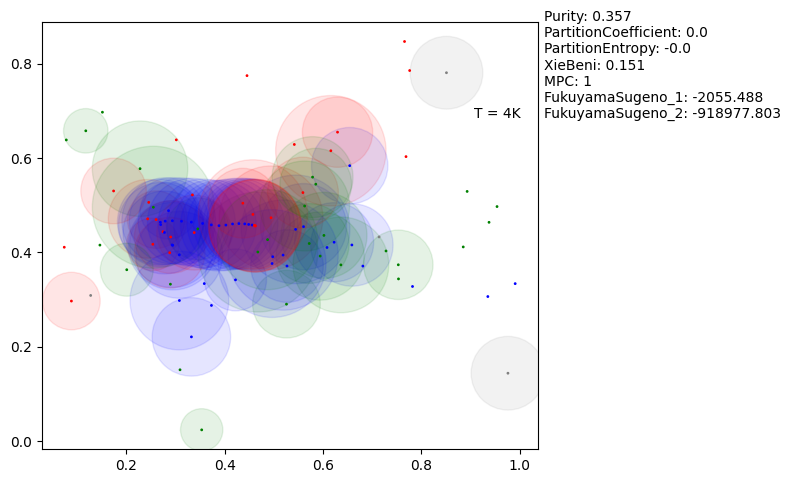 Purity: 0.357
PartitionCoefficient: 0.0
PartitionEntropy: -0.0
XieBeni: 0.151
MPC: 1
FukuyamaSugeno_1: -2055.488
FukuyamaSugeno_2: -918977.803
T = 4K
0.8
0.6
0.4
0.2
0.0
0.2 0.4 0.6 0.8 1.0